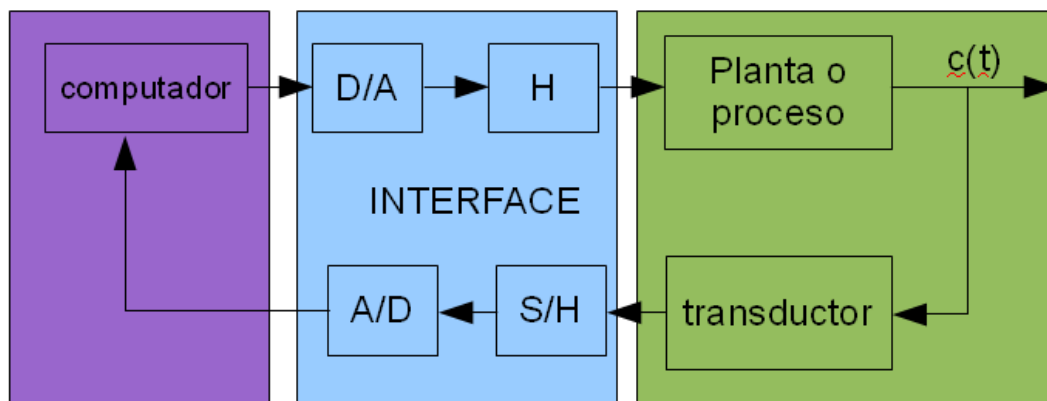 computador
D/A
H
Planta o
proceso
c(t)
INTERFACE
A/D
S/H
transductor